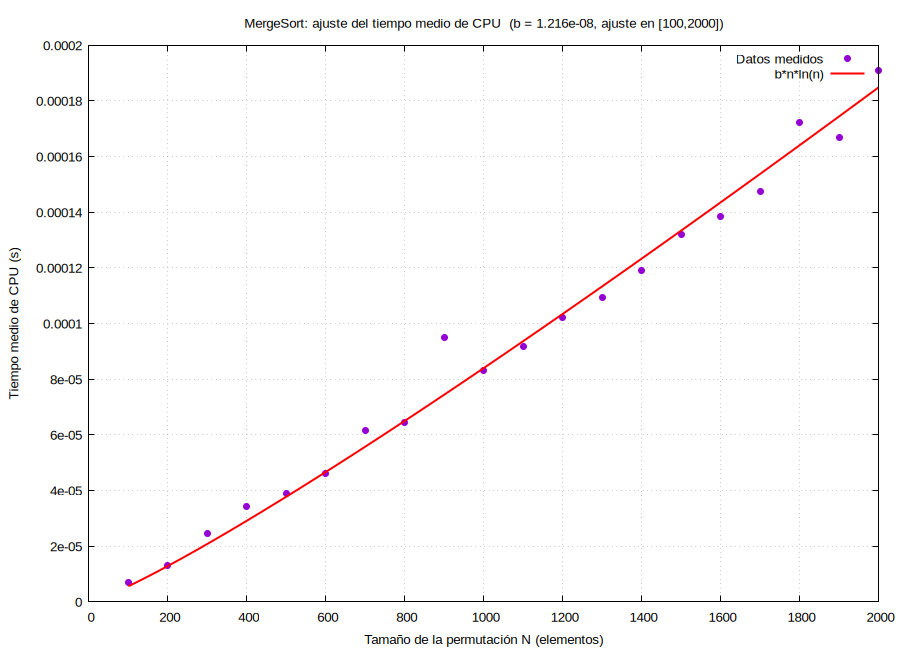 MergeSort: ajuste del tiempo medio de CPU  (b = 1.216e-08, ajuste en [100,2000])
Datos medidos
b*n*ln(n)
0.0002
0.00018
0.00016
0.00014
0.00012
0.0001
8e-05
6e-05
4e-05
2e-05
0
Tiempo medio de CPU (s)
0 200 400 600 800 1000 1200 1400 1600 1800 2000
Tamaño de la permutación N (elementos)